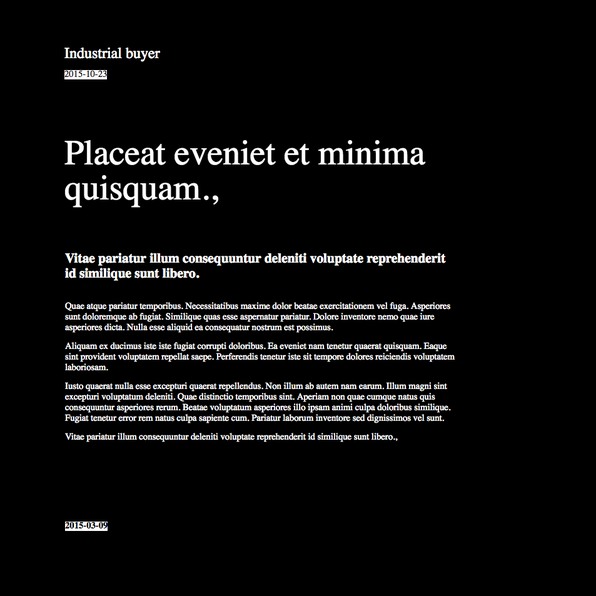 Industrial buyer
2015-10-23
Placeat eveniet et minima
quisquam.,
Vitae pariatur illum consequuntur deleniti voluptate reprehenderit
id similique sunt libero.
Quae atque pariatur temporibus. Necessitatibus maxime dolor beatae exercitationem vel fuga. Asperiores
sunt doloremque ab fugiat. Similique quas esse aspernatur pariatur. Dolore inventore nemo quae iure
asperiores dicta. Nulla esse aliquid ea consequatur nostrum est possimus.
Aliquam ex ducimus iste iste fugiat corrupti doloribus. Ea eveniet nam tenetur quaerat quisquam. Eaque
sint provident voluptatem repellat saepe. Perferendis tenetur iste sit tempore dolores reiciendis voluptatem
laboriosam.
Iusto quaerat nulla esse excepturi quaerat repellendus. Non illum ab autem nam earum. Illum magni sint
excepturi voluptatum deleniti. Quae distinctio temporibus sint. Aperiam non quae cumque natus quis
consequuntur asperiores rerum. Beatae voluptatum asperiores illo ipsam animi culpa doloribus similique.
Fugiat tenetur error rem natus culpa sapiente cum. Pariatur laborum inventore sed dignissimos vel sunt.
Vitae pariatur illum consequuntur deleniti voluptate reprehenderit id similique sunt libero.,
2015-03-09